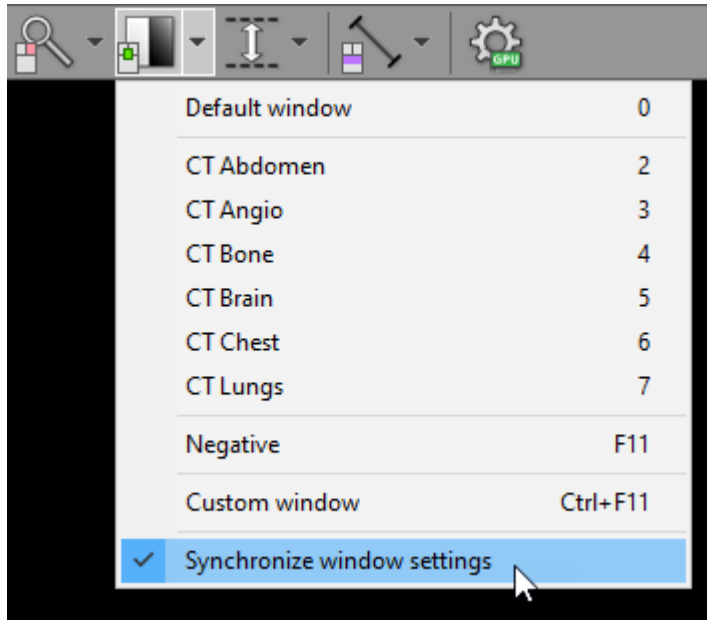 GPU
Default window 0
CT Abdomen 2
CT Angio 3
CT Bone 4
CT Brain 5
CT Chest 6
CT Lungs 7
Negative F11
Custom window Ctrl+F11
Synchronize window settings